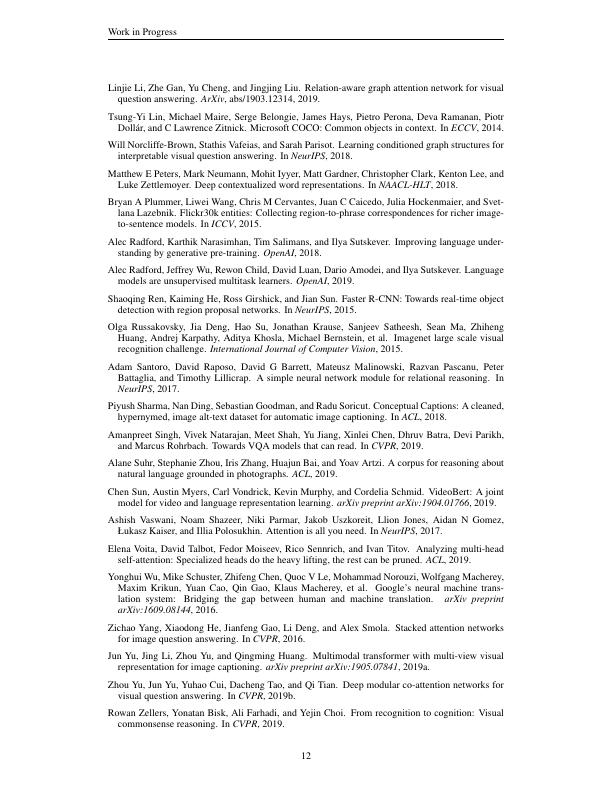 Work in Progress
Linjie Li, Zhe Gan, Yu Cheng, and Jingjing Liu. Relation-aware graph attention network for visual
question answering. ArXiv, abs/1903.12314, 2019.
Tsung-Yi Lin, Michael Maire, Serge Belongie, James Hays, Pietro Perona, Deva Ramanan, Piotr
Dollár, and C Lawrence Zitnick. Microsoft COCO: Common objects in context. In ECCV, 2014.
Will Norcliffe-Brown, Stathis Vafeias, and Sarah Parisot. Learning conditioned graph structures for
interpretable visual question answering. In NeurIPS, 2018.
Matthew E Peters, Mark Neumann, Mohit Iyyer, Matt Gardner, Christopher Clark, Kenton Lee, and
Luke Zettlemoyer. Deep contextualized word representations. In NAACL-HLT, 2018.
Bryan A Plummer, Liwei Wang, Chris M Cervantes, Juan C Caicedo, Julia Hockenmaier, and Svet-
lana Lazebnik. Flickr30k entities: Collecting region-to-phrase correspondences for richer image-
to-sentence models. In ICCV, 2015.
Alec Radford, Karthik Narasimhan, Tim Salimans, and Ilya Sutskever. Improving language under-
standing by generative pre-training. OpenAI, 2018.
Alec Radford, Jeffrey Wu, Rewon Child, David Luan, Dario Amodei, and Ilya Sutskever. Language
models are unsupervised multitask learners. OpenAI, 2019.
Shaoqing Ren, Kaiming He, Ross Girshick, and Jian Sun. Faster R-CNN: Towards real-time object
detection with region proposal networks. In NeurIPS, 2015.
Olga Russakovsky, Jia Deng, Hao Su, Jonathan Krause, Sanjeev Satheesh, Sean Ma, Zhiheng
Huang, Andrej Karpathy, Aditya Khosla, Michael Bernstein, et al. Imagenet large scale visual
recognition challenge. International Journal of Computer Vision, 2015.
Adam Santoro, David Raposo, David G Barrett, Mateusz Malinowski, Razvan Pascanu, Peter
Battaglia, and Timothy Lillicrap. A simple neural network module for relational reasoning. In
NeurIPS, 2017.
Piyush Sharma, Nan Ding, Sebastian Goodman, and Radu Soricut. Conceptual Captions: A cleaned,
hypernymed, image alt-text dataset for automatic image captioning. In ACL, 2018.
Amanpreet Singh, Vivek Natarajan, Meet Shah, Yu Jiang, Xinlei Chen, Dhruv Batra, Devi Parikh,
and Marcus Rohrbach. Towards VQA models that can read. In CVPR, 2019.
Alane Suhr, Stephanie Zhou, Iris Zhang, Huajun Bai, and Yoav Artzi. A corpus for reasoning about
natural language grounded in photographs. ACL, 2019.
Chen Sun, Austin Myers, Carl Vondrick, Kevin Murphy, and Cordelia Schmid. VideoBert: A joint
model for video and language representation learning. arXiv preprint arXiv:1904.01766, 2019.
Ashish Vaswani, Noam Shazeer, Niki Parmar, Jakob Uszkoreit, Llion Jones, Aidan N Gomez,
Łukasz Kaiser, and Illia Polosukhin. Attention is all you need. In NeurIPS, 2017.
Elena Voita, David Talbot, Fedor Moiseev, Rico Sennrich, and Ivan Titov. Analyzing multi-head
self-attention: Specialized heads do the heavy lifting, the rest can be pruned. ACL, 2019.
Yonghui Wu, Mike Schuster, Zhifeng Chen, Quoc V Le, Mohammad Norouzi, Wolfgang Macherey,
Maxim Krikun, Yuan Cao, Qin Gao, Klaus Macherey, et al. Google's neural machine trans-
lation system: Bridging the gap between human and machine translation. arXiv preprint
arXiv:1609.08144, 2016.
Zichao Yang, Xiaodong He, Jianfeng Gao, Li Deng, and Alex Smola. Stacked attention networks
for image question answering. In CVPR, 2016.
Jun Yu, Jing Li, Zhou Yu, and Qingming Huang. Multimodal transformer with multi-view visual
representation for image captioning. arXiv preprint arXiv:1905.07841, 2019a.
Zhou Yu, Jun Yu, Yuhao Cui, Dacheng Tao, and Qi Tian. Deep modular co-attention networks for
visual question answering. In CVPR, 2019b.
Rowan Zellers, Yonatan Bisk, Ali Farhadi, and Yejin Choi. From recognition to cognition: Visual
commonsense reasoning. In CVPR, 2019.
12